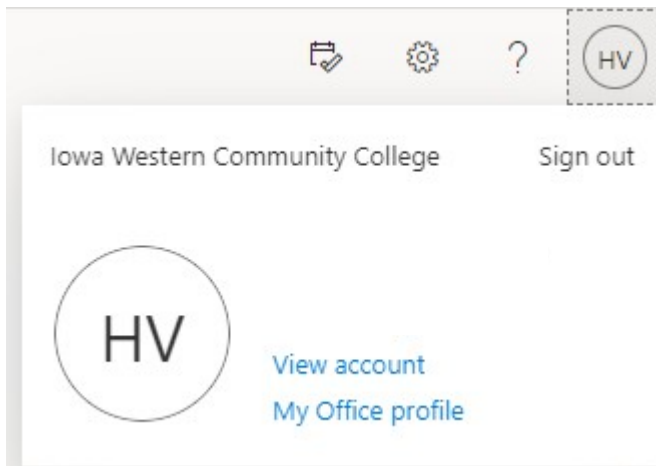 ? HV
Iowa Western Community College Sign out
HV
View account
My Office profile